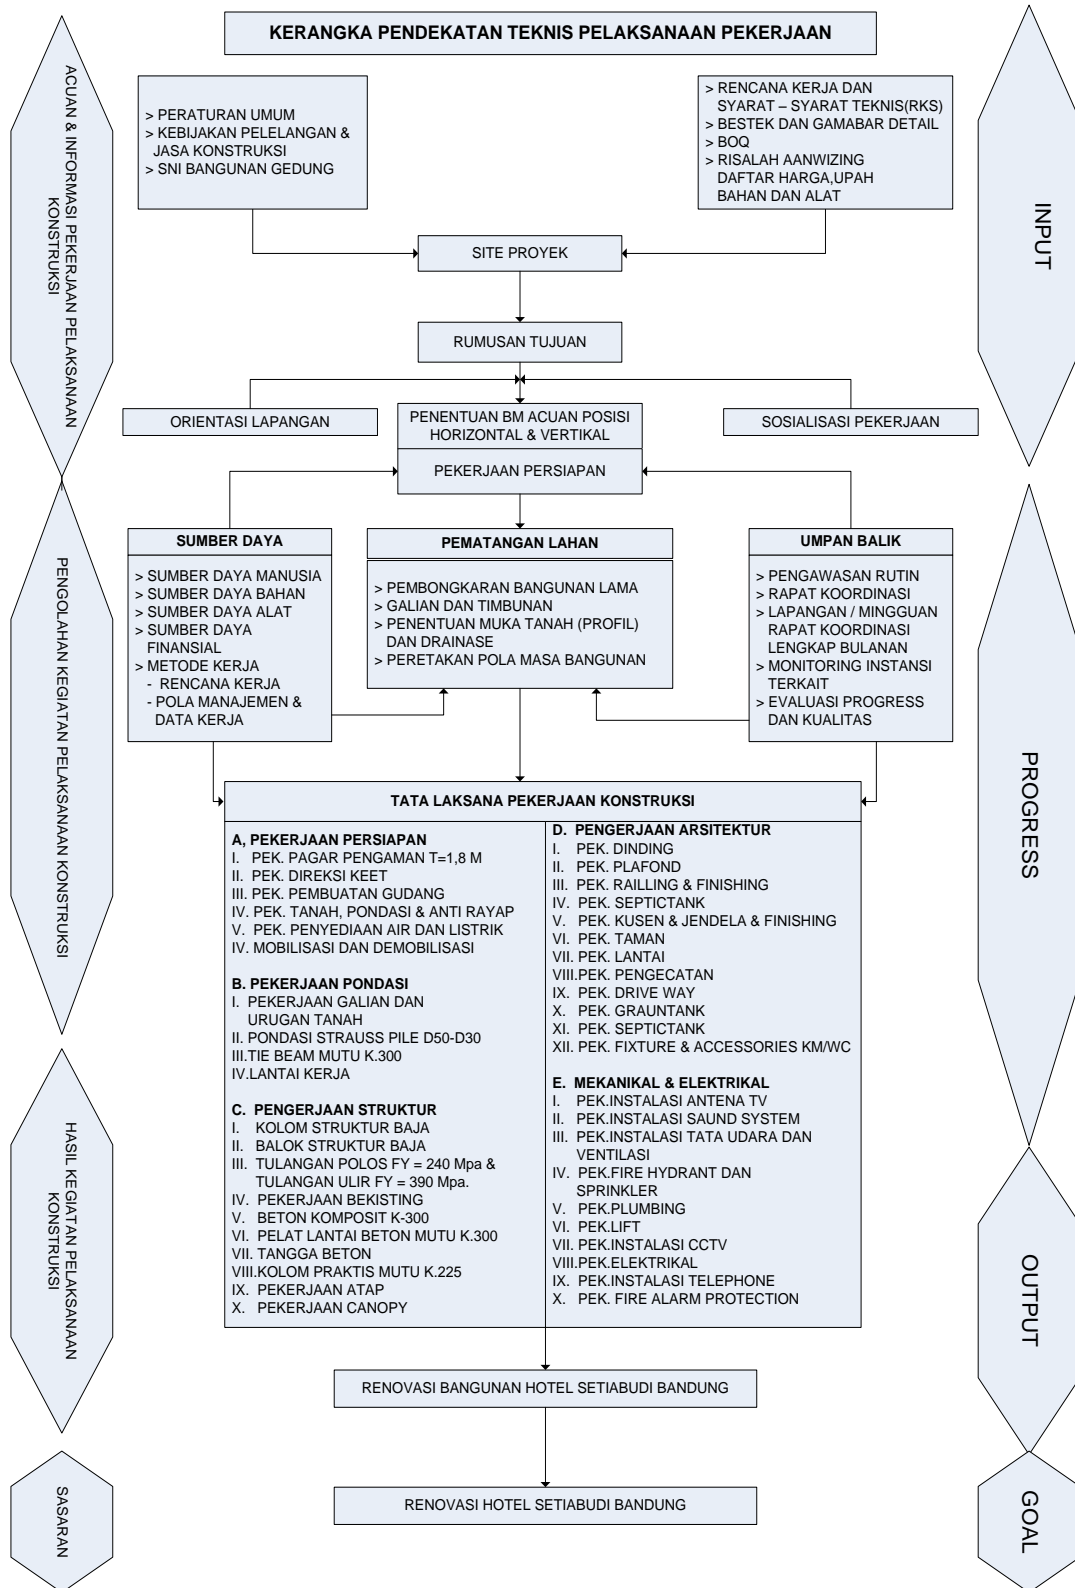 KERANGKA PENDEKATAN TEKNIS PELAKSANAAN PEKERJAAN
ACUAN & INFORMASI PEKERJAAN PELAKSANAAN
KONSTRUKSI
> PERATURAN UMUM
> KEBIJAKAN PELELANGAN &
JASA KONSTRUKSI
> SNI BANGUNAN GEDUNG
> RENCANA KERJA DAN
SYARAT – SYARAT TEKNIS(RKS)
> BESTEK DAN GAMABAR DETAIL
> BOQ
> RISALAH AANWIZING
DAFTAR HARGA,UPAH
BAHAN DAN ALAT
INPUT
SITE PROYEK
RUMUSAN TUJUAN
ORIENTASI LAPANGAN
PENENTUAN BM ACUAN POSISI
HORIZONTAL & VERTIKAL
SOSIALISASI PEKERJAAN
PEKERJAAN PERSIAPAN
PENGOLAHAN KEGIATAN PELAKSANAAN KONSTRUKSI
SUMBER DAYA
> SUMBER DAYA MANUSIA
> SUMBER DAYA BAHAN
> SUMBER DAYA ALAT
> SUMBER DAYA
FINANSIAL
> METODE KERJA
- RENCANA KERJA
- POLA MANAJEMEN &
DATA KERJA
PEMATANGAN LAHAN
> PEMBONGKARAN BANGUNAN LAMA
> GALIAN DAN TIMBUNAN
> PENENTUAN MUKA TANAH (PROFIL)
DAN DRAINASE
> PERETAKAN POLA MASA BANGUNAN
UMPAN BALIK
> PENGAWASAN RUTIN
> RAPAT KOORDINASI
> LAPANGAN / MINGGUAN
RAPAT KOORDINASI
LENGKAP BULANAN
> MONITORING INSTANSI
TERKAIT
> EVALUASI PROGRESS
DAN KUALITAS
PROGRESS
TATA LAKSANA PEKERJAAN KONSTRUKSI
A, PEKERJAAN PERSIAPAN
I. PEK. PAGAR PENGAMAN T=1,8 M
II. PEK. DIREKSI KEET
III. PEK. PEMBUATAN GUDANG
IV. PEK. TANAH, PONDASI & ANTI RAYAP
V. PEK. PENYEDIAAN AIR DAN LISTRIK
IV. MOBILISASI DAN DEMOBILISASI
B. PEKERJAAN PONDASI
I. PEKERJAAN GALIAN DAN
URUGAN TANAH
II. PONDASI STRAUSS PILE D50-D30
III.TIE BEAM MUTU K.300
IV.LANTAI KERJA
C. PENGERJAAN STRUKTUR
I. KOLOM STRUKTUR BAJA
II. BALOK STRUKTUR BAJA
III. TULANGAN POLOS FY = 240 Mpa &
TULANGAN ULIR FY = 390 Mpa.
IV. PEKERJAAN BEKISTING
V. BETON KOMPOSIT K-300
VI. PELAT LANTAI BETON MUTU K.300
VII. TANGGA BETON
VIII.KOLOM PRAKTIS MUTU K.225
IX. PEKERJAAN ATAP
X. PEKERJAAN CANOPY
D. PENGERJAAN ARSITEKTUR
I. PEK. DINDING
II. PEK. PLAFOND
III. PEK. RAILLING & FINISHING
IV. PEK. SEPTICTANK
V. PEK. KUSEN & JENDELA & FINISHING
VI. PEK. TAMAN
VII. PEK. LANTAI
VIII.PEK. PENGECATAN
IX. PEK. DRIVE WAY
X. PEK. GRAUNTANK
XI. PEK. SEPTICTANK
XII. PEK. FIXTURE & ACCESSORIES KM/WC
E. MEKANIKAL & ELEKTRIKAL
I. PEK.INSTALASI ANTENA TV
II. PEK.INSTALASI SAUND SYSTEM
III. PEK.INSTALASI TATA UDARA DAN
VENTILASI
IV. PEK.FIRE HYDRANT DAN
SPRINKLER
V. PEK.PLUMBING
VI. PEK.LIFT
VII. PEK.INSTALASI CCTV
VIII.PEK.ELEKTRIKAL
IX. PEK.INSTALASI TELEPHONE
X. PEK. FIRE ALARM PROTECTION
HASIL KEGIATAN PELAKSANAAN
KONSTRUKSI
OUTPUT
RENOVASI BANGUNAN HOTEL SETIABUDI BANDUNG
SASARAN
RENOVASI HOTEL SETIABUDI BANDUNG
GOAL